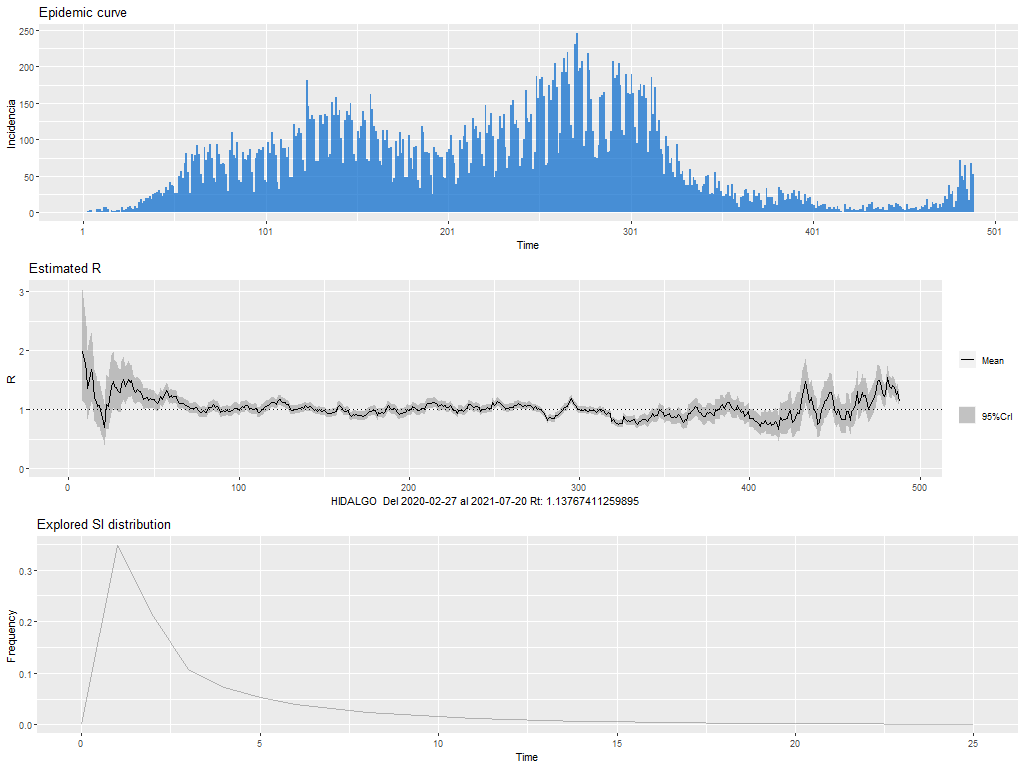 Epidemic curve
250
200
150
100
50
0
Incidencia
1 101 201 301 401 501
Time
Estimated R
3
2
1
0
R
Mean
95%CrI
0 100 200 300 400 500
HIDALGO Del 2020-02-27 al 2021-07-20 Rt: 1.13767411259895
Explored SI distribution
0.3
0.2
0.1
0.0
Frequency
0 5 10 15 20 25
Time